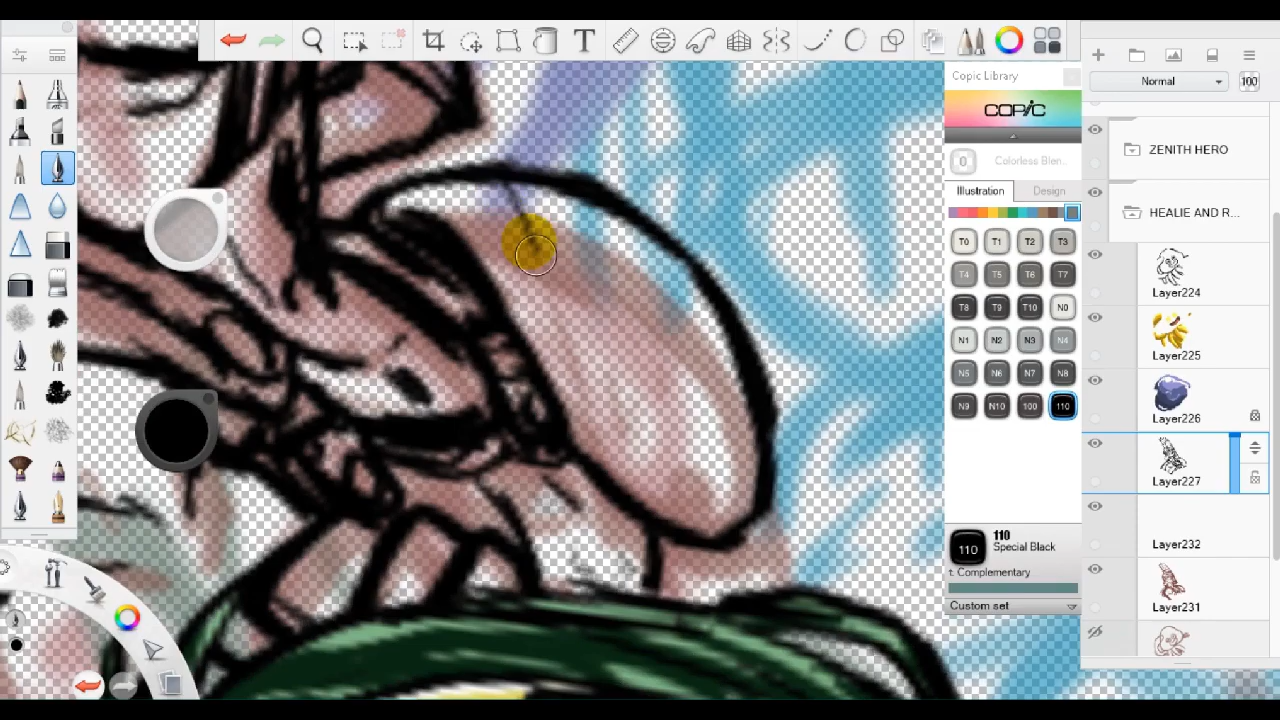 Copic Library
COPIC
0 Colorless Blen...
Illustration Design
T0 T1 T2 T3
T4 T5 T6 T7
T8 T9 T10 N0
N1 N2 N3 N4
N5 N6 N7 N8
N9 N10 100 110
110 110
Special Black
t. Complementary
Custom set
T
Normal 100
ZENITH HERO
HEALIE AND R...
Layer224
Layer225
Layer226
Layer227
Layer232
Layer231